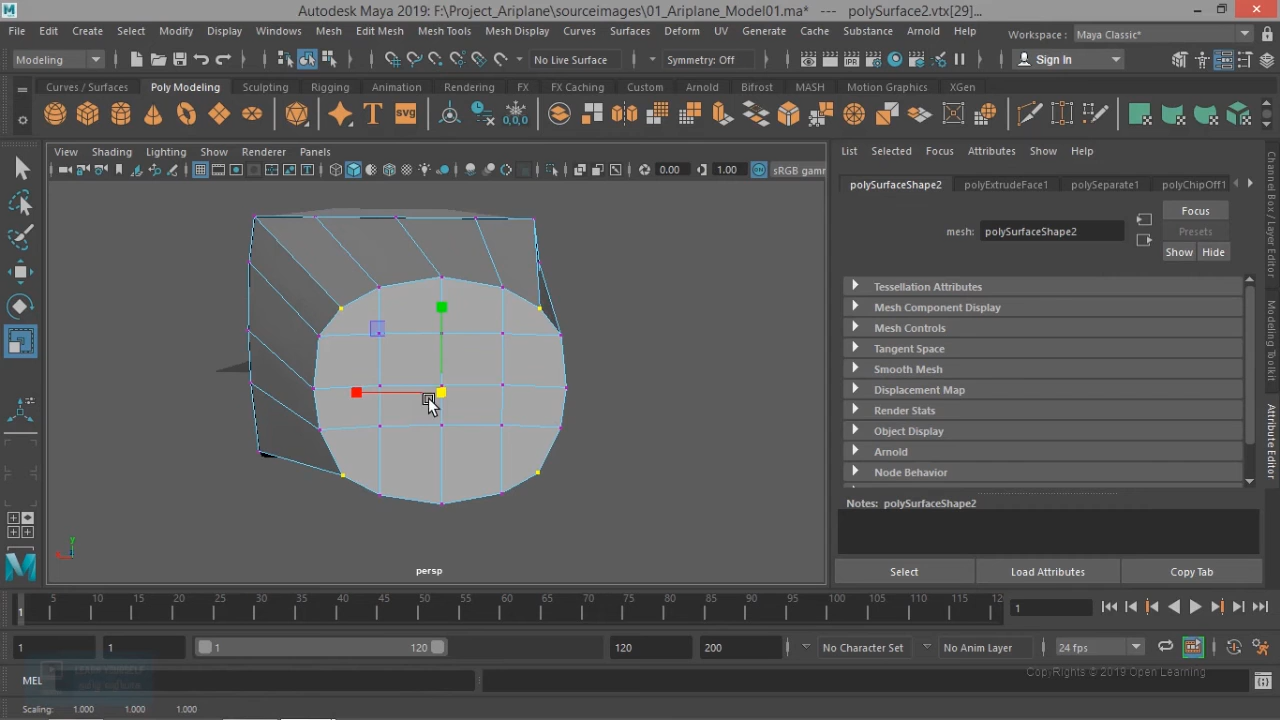 Autodesk Maya 2019: F:\Project_Ariplane\sourceimages\01_Ariplane_Model01.ma* --- polySurface2.vtx[29]...
File Edit Create Select Modify Display Windows Mesh Edit Mesh Mesh Tools Mesh Display Curves Surfaces Deform UV Generate Cache Substance Arnold Help Workspace : Maya Classic*
Modeling No Live Surface Symmetry: Off Sign In
Curves / Surfaces Poly Modeling Sculpting Rigging Animation Rendering FX FX Caching Custom Arnold Bifrost MASH Motion Graphics XGen
View Shading Lighting Show Renderer Panels
0.00 1.00 sRGB gamm
persp
List Selected Focus Attributes Show Help
polySurfaceShape2 polyExtrudeFace1 polySeparate1 polyChipOff1
mesh: polySurfaceShape2
Focus
Presets
Show Hide
Tessellation Attributes
Mesh Component Display
Mesh Controls
Tangent Space
Smooth Mesh
Displacement Map
Render Stats
Object Display
Arnold
Node Behavior
Notes: polySurfaceShape2
Select Load Attributes Copy Tab
Channel Box / Layer Editor
Modeling Toolkit
Attribute Editor
1 5 10 15 20 25 30 35 40 45 50 55 60 65 70 75 80 85 90 95 100 105 110 115 12 1
1 1 1 120 120 200 No Character Set No Anim Layer 24 fps
MEL
CopyRights © 2019 Open Learning
Scaling: 1.000 1.000 1.000